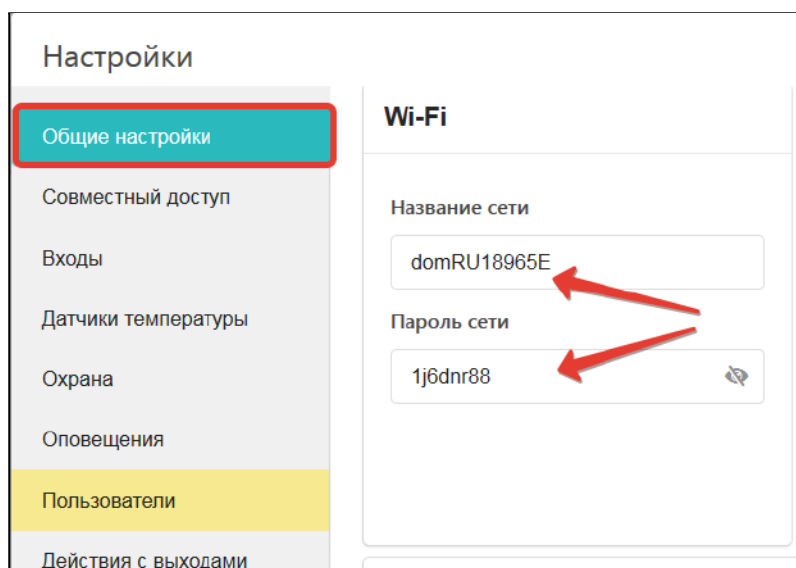 Настройки
Общие настройки
Совместный доступ
Входы
Датчики температуры
Охрана
Оповещения
Пользователи
Действия с выходами
Wi-Fi
Название сети
domRU18965E
Пароль сети
1j6dnr88